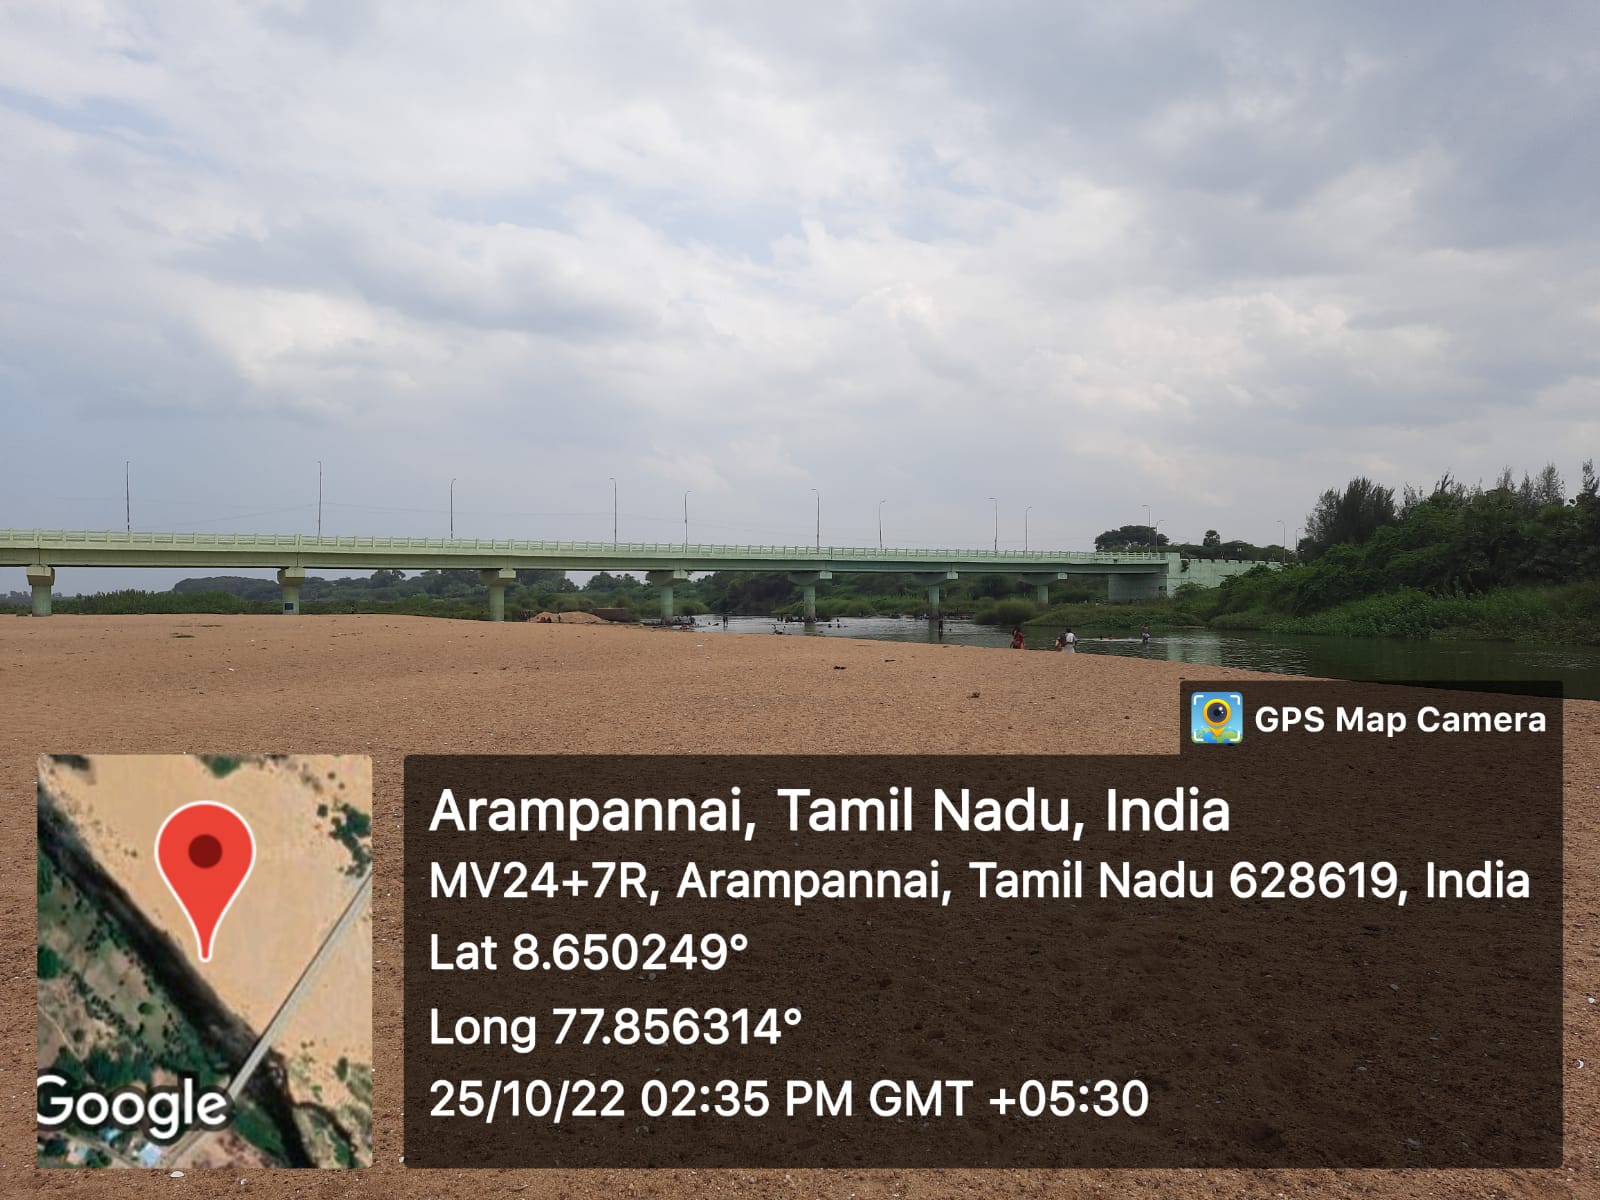 GPS Map Camera
Arampannai, Tamil Nadu, India
MV24+7R, Arampannai, Tamil Nadu 628619, India
Lat 8.650249°
Long 77.856314°
25/10/22 02:35 PM GMT +05:30
Google